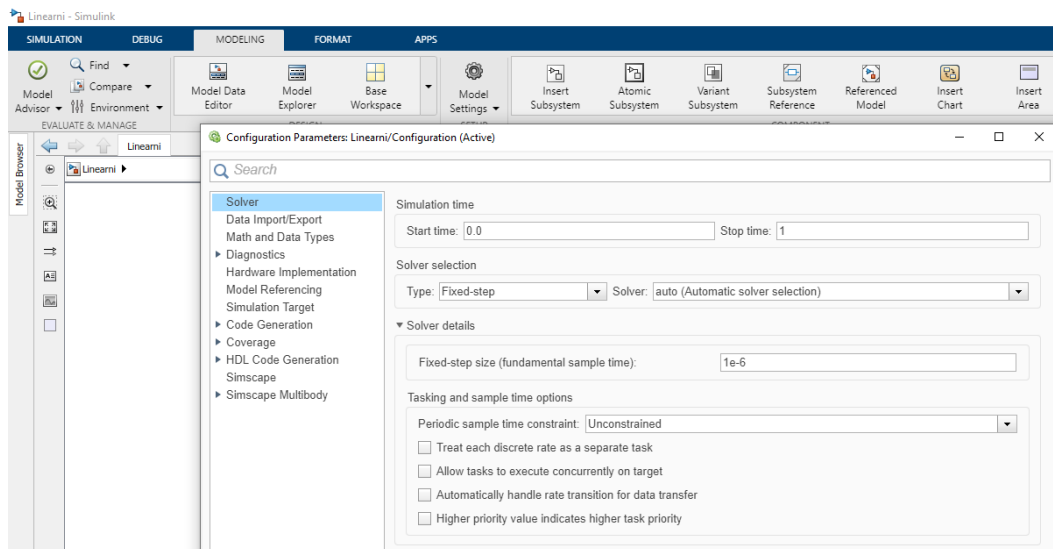 Linearni - Simulink
SIMULATION DEBUG MODELING FORMAT APPS
Model Advisor
Find
Compare
Environment
Model Data Editor
Model Explorer
Base Workspace
Model Settings
Insert Subsystem
Atomic Subsystem
Variant Subsystem
Subsystem Reference
Referenced Model
Insert Chart
Insert Area
EVALUATE & MANAGE
Model Browser
Linearni
Linearni
Configuration Parameters: Linearni/Configuration (Active)
Search
Solver
Data Import/Export
Math and Data Types
Diagnostics
Hardware Implementation
Model Referencing
Simulation Target
Code Generation
Coverage
HDL Code Generation
Simscape
Simscape Multibody
Simulation time
Start time: 0.0 Stop time: 1
Solver selection
Type: Fixed-step Solver: auto (Automatic solver selection)
Solver details
Fixed-step size (fundamental sample time): 1e-6
Tasking and sample time options
Periodic sample time constraint: Unconstrained
Treat each discrete rate as a separate task
Allow tasks to execute concurrently on target
Automatically handle rate transition for data transfer
Higher priority value indicates higher task priority